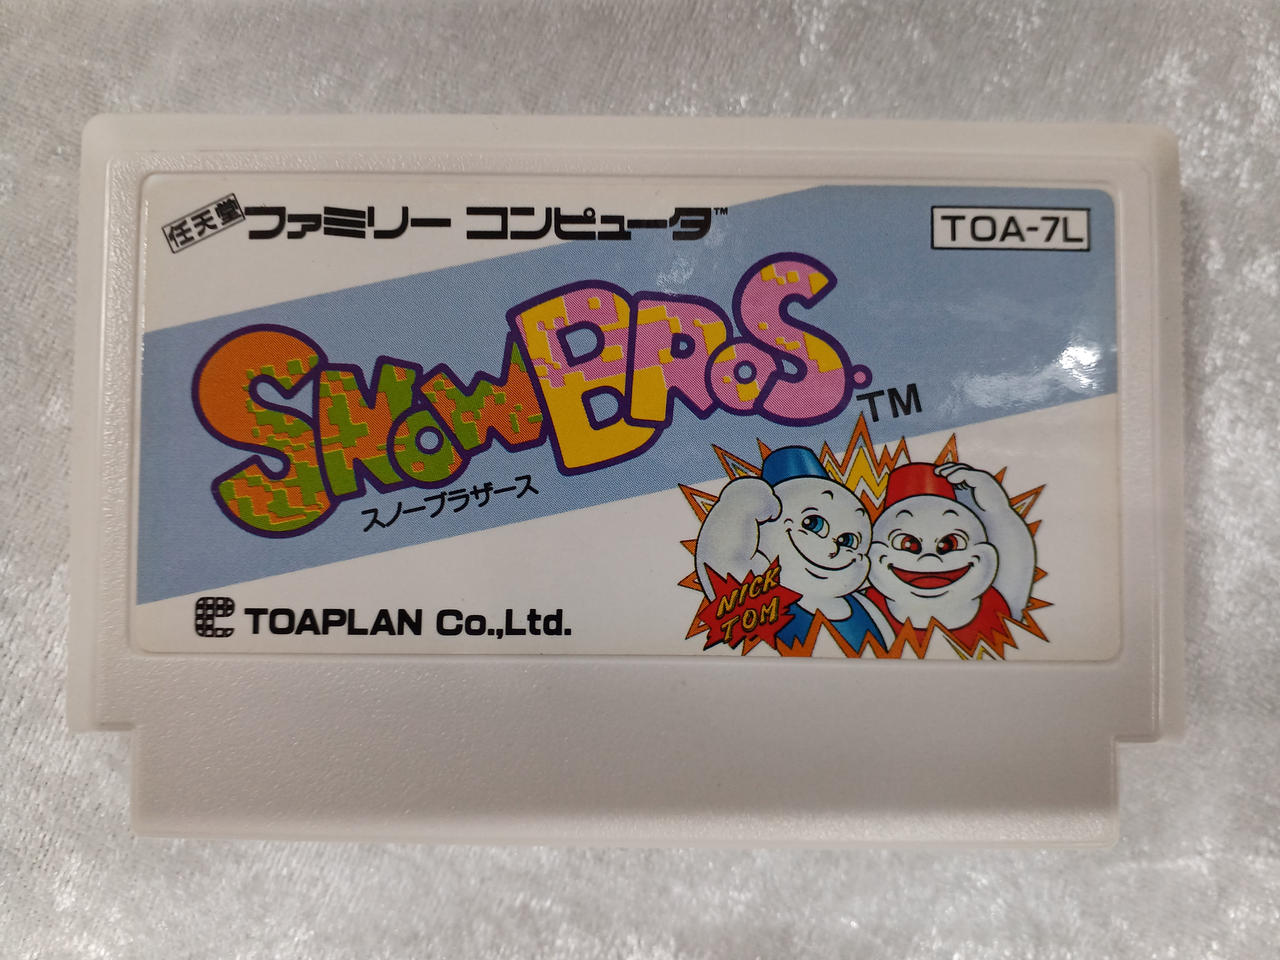 任天堂 ファミリー コンピュータ™
TOA-7L
SNOW BROS.™
スノーブラザース
NICK
TOM
TOAPLAN Co.,Ltd.